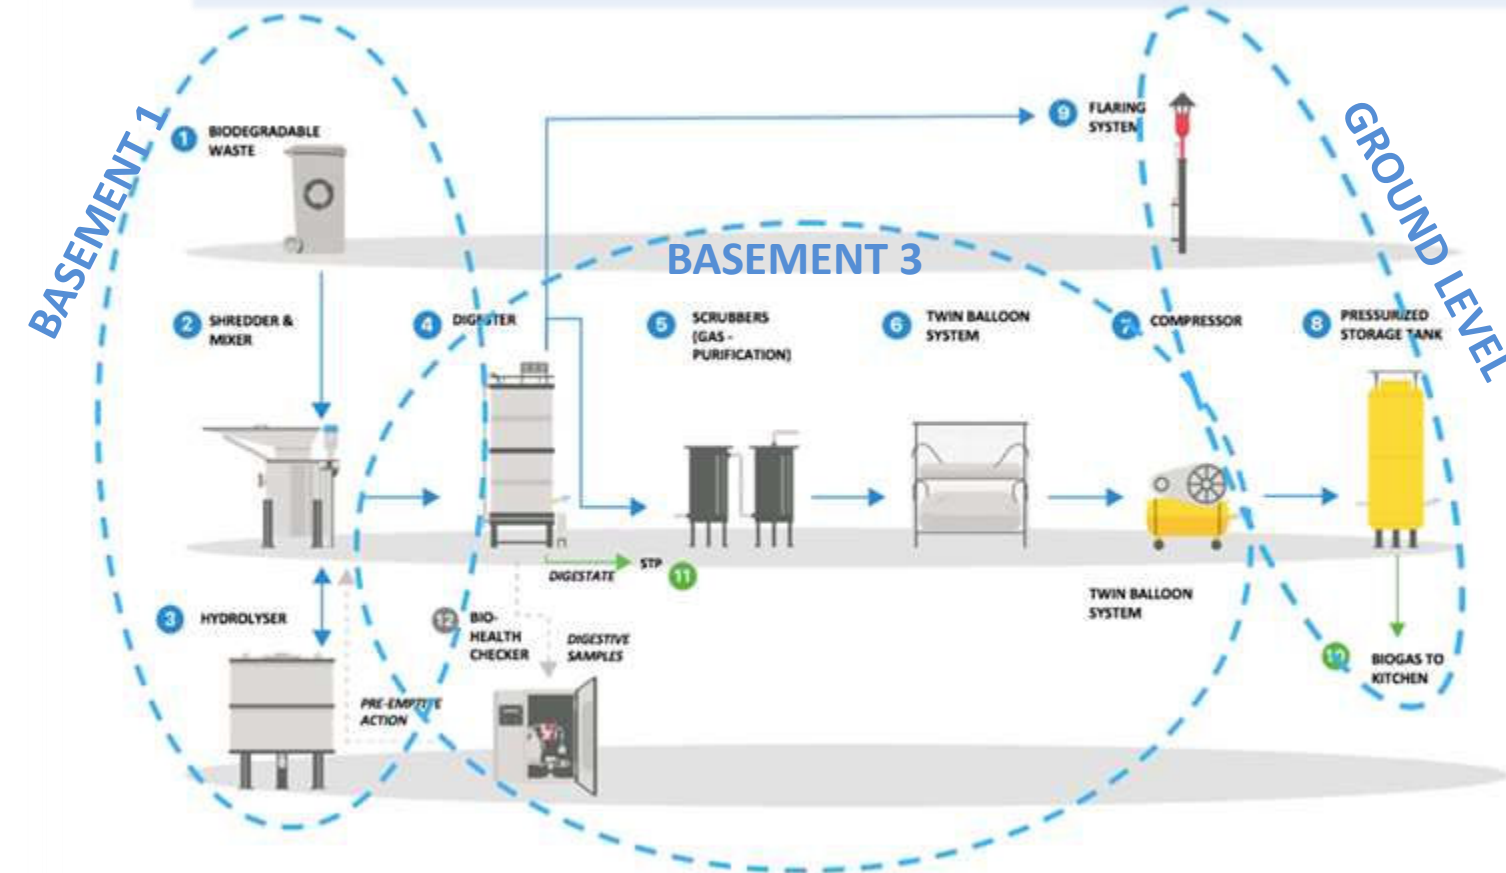 BASEMENT 1
BASEMENT 3
GROUND LEVEL
1
BIODEGRADABLE
WASTE
9
FLARING
SYSTEM
2
SHREDDER &
MIXER
4
DIGESTER
5
SCRUBBERS
(GAS -
PURIFICATION)
6
TWIN BALLOON
SYSTEM
7
COMPRESSOR
8
PRESSURIZED
STORAGE TANK
DIGESTATE
STP
11
3
HYDROLYSER
12
BIO-
HEALTH
CHECKER
DIGESTIVE
SAMPLES
TWIN BALLOON
SYSTEM
10
BIOGAS TO
KITCHEN
PRE-EMPTIVE
ACTION